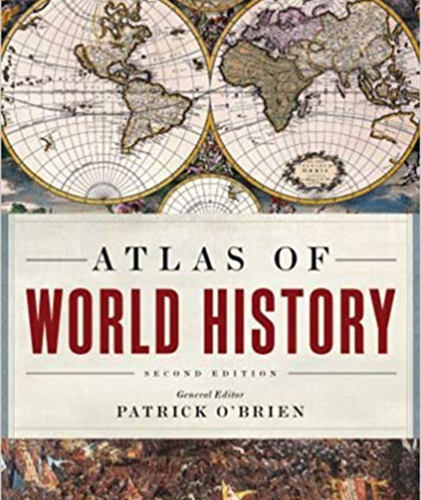 ATLAS OF
WORLD HISTORY
SECOND EDITION
General Editor
PATRICK O'BRIEN